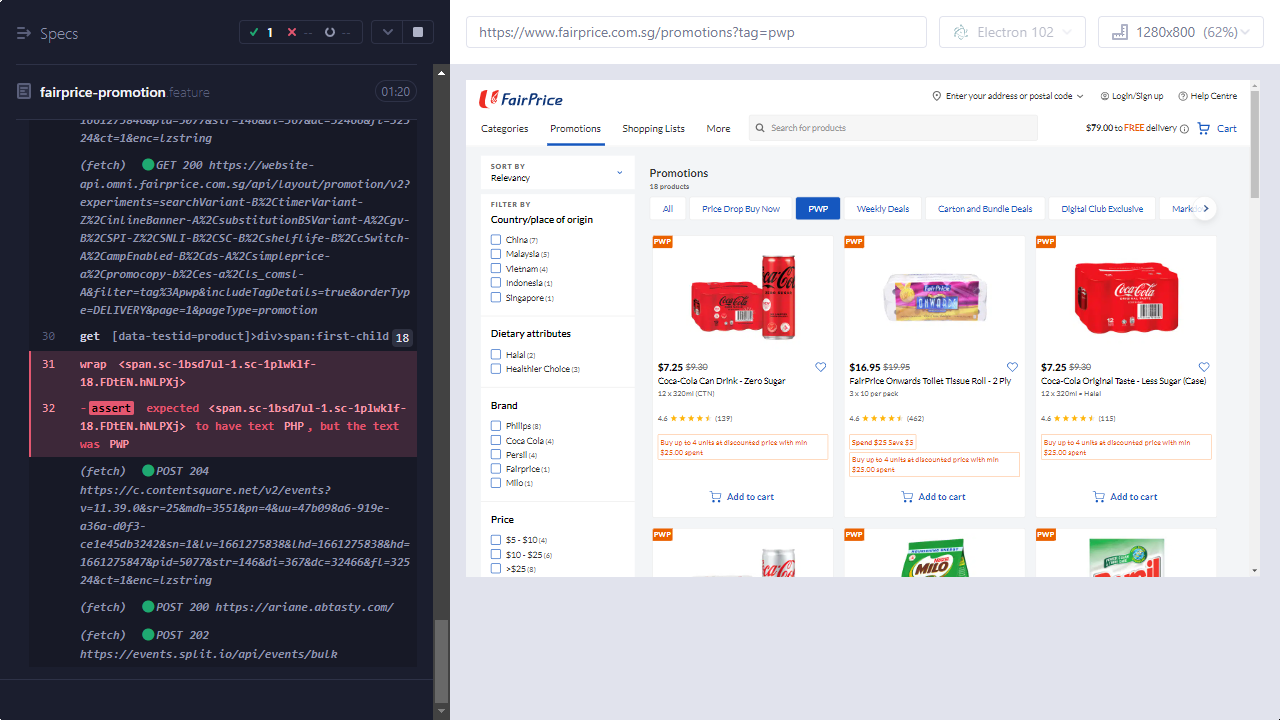 Specs
1
--
--
https://www.fairprice.com.sg/promotions?tag=pwp
Electron 102
1280x800 (62%)
fairprice-promotion feature
01:20
1661275846&pid=5077&str=146&di=367&dc=32466&fl=325
24&ct=1&enc=lzstring
(fetch) GET 200 https://website-
api.omni.fairprice.com.sg/api/layout/promotion/v2?
experiments=searchVariant-B%2CtimerVariant-
Z%2CinlineBanner-A%2CsubstitutionBSVariant-A%2Cgv-
B%2CSPI-Z%2CSNLI-B%2CSC-B%2Cshelflife-B%2CcSwitch-
A%2CampEnabled-B%2Cds-A%2Csimpleprice-
a%2Cpromocopy-b%2Ces-a%2Cls_comsl-
A&filter=tag%3Apwp&includeTagDetails=true&orderTyp
e=DELIVERY&page=1&pageType=promotion
30 get [data-testid=product]>div>span:first-child 18
31 wrap <span.sc-1bsd7ul-1.sc-1plwklf-
18.FDtEN.hNLPXj>
32 -assert expected <span.sc-1bsd7ul-1.sc-1plwklf-
18.FDtEN.hNLPXj> to have text PHP, but the text
was PWP
(fetch) POST 204
https://c.contentsquare.net/v2/events?
v=11.39.0&sr=25&mdh=3551&pn=4&uu=47b098a6-919e-
a36a-d0f3-
ce1e45db3242&sn=1&lv=1661275838&lhd=1661275838&hd=
1661275847&pid=5077&str=146&di=367&dc=32466&fl=325
24&ct=1&enc=lzstring
(fetch) POST 200 https://ariane.abtasty.com/
(fetch) POST 202
https://events.split.io/api/events/bulk
FairPrice
Enter your address or postal code
Login/Sign up
Help Centre
Categories
Promotions
Shopping Lists
More
Search for products
$79.00 to FREE delivery
Cart
SORT BY
Relevancy
FILTER BY
Country/place of origin
China (7)
Malaysia (5)
Vietnam (4)
Indonesia (1)
Singapore (1)
Dietary attributes
Halal (2)
Healthier Choice (3)
Brand
Philips (8)
Coca Cola (4)
Persil (4)
Fairprice (1)
Milo (1)
Price
$5 - $10 (4)
$10 - $25 (6)
>$25 (8)
Promotions
18 products
All
Price Drop Buy Now
PWP
Weekly Deals
Carton and Bundle Deals
Digital Club Exclusive
PWP
$7.25 $9.30
Coca-Cola Can Drink - Zero Sugar
12 x 320ml (CTN)
4.6 (139)
Buy up to 4 units at discounted price with min
$25.00 spent
Add to cart
PWP
FairPrice
ONWARDS
$16.95 $19.95
FairPrice Onwards Toilet Tissue Roll - 2 Ply
3 x 10 per pack
4.6 (462)
Spend $25 Save $5
Buy up to 4 units at discounted price with min
$25.00 spent
Add to cart
PWP
Coca-Cola
$7.25 $9.30
Coca-Cola Original Taste - Less Sugar (Case)
12 x 320ml • Halal
4.6 (115)
Buy up to 4 units at discounted price with min
$25.00 spent
Add to cart
PWP
PWP
MILO
PWP
Persil